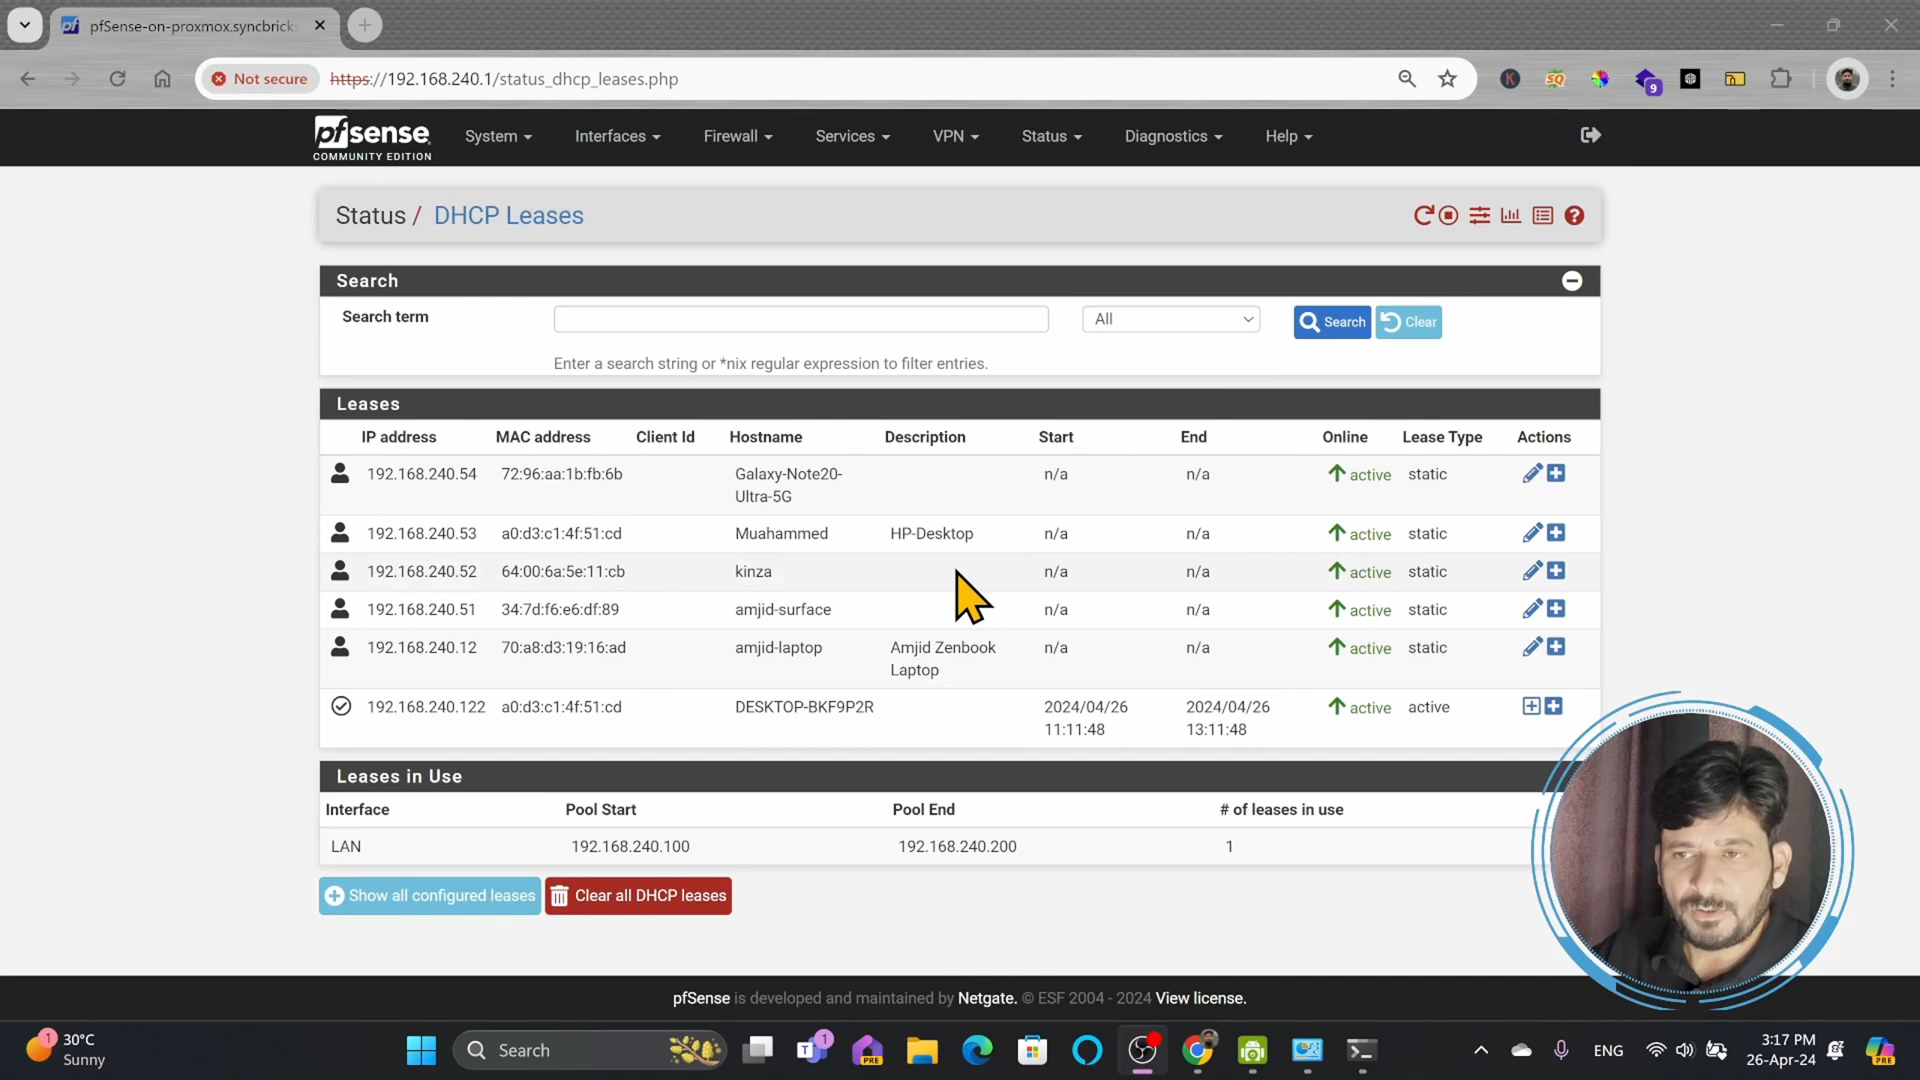 pfSense-on-proxmox.syncbricks
Not secure https://192.168.240.1/status_dhcp_leases.php
K SQ 9
pfsense COMMUNITY EDITION System Interfaces Firewall Services VPN Status Diagnostics Help
Status / DHCP Leases
Search
Search term All Search Clear
Enter a search string or *nix regular expression to filter entries.
Leases
IP address MAC address Client Id Hostname Description Start End Online Lease Type Actions
192.168.240.54 72:96:aa:1b:fb:6b Galaxy-Note20- n/a n/a active static
Ultra-5G
192.168.240.53 a0:d3:c1:4f:51:cd Muahammed HP-Desktop n/a n/a active static
192.168.240.52 64:00:6a:5e:11:cb kinza n/a n/a active static
192.168.240.51 34:7d:f6:e6:df:89 amjid-surface n/a n/a active static
192.168.240.12 70:a8:d3:19:16:ad amjid-laptop Amjid Zenbook n/a n/a active static
Laptop
192.168.240.122 a0:d3:c1:4f:51:cd DESKTOP-BKF9P2R 2024/04/26 2024/04/26 active active
11:11:48 13:11:48
Leases in Use
Interface Pool Start Pool End # of leases in use
LAN 192.168.240.100 192.168.240.200 1
Show all configured leases Clear all DHCP leases
pfSense is developed and maintained by Netgate. © ESF 2004 - 2024 View license.
1 30°C Search T 1 PRE ENG 3:17 PM PRE
Sunny 26-Apr-24